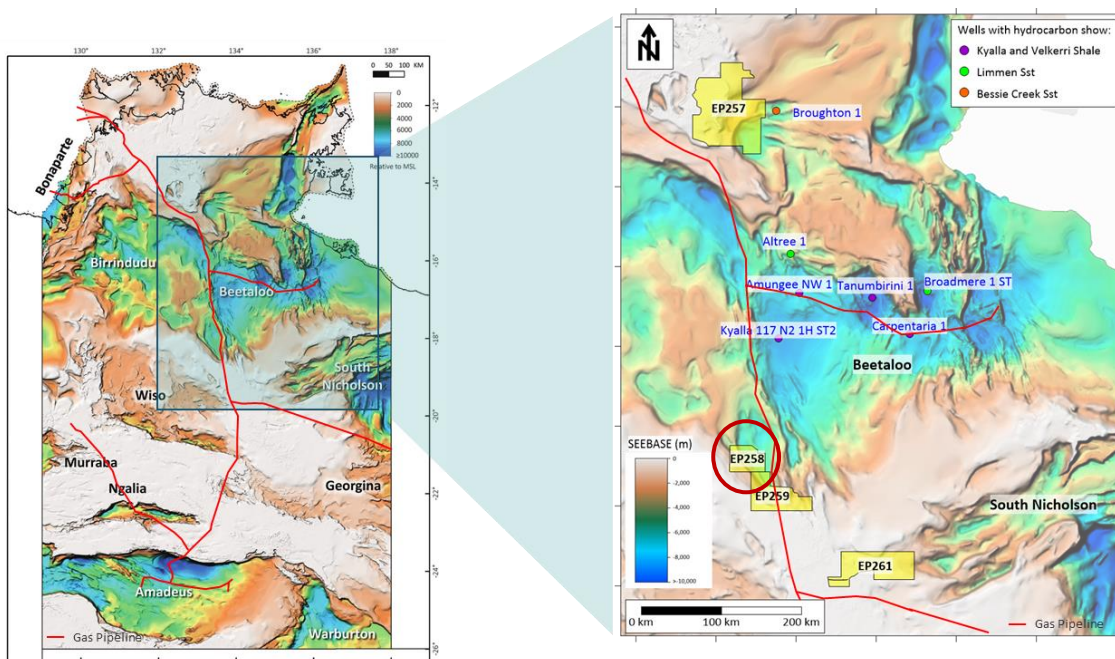 130°
132°
134°
136°
138°
0 50 100 KM
0
2000
4000
6000
8000
≥10000
Relative to MSL
-12°
-14°
-16°
-18°
-20°
-22°
-24°
-26°
Bonaparte
Birrindudu
Beetaloo
South
Nicholson
Wiso
Murraba
Ngalia
Georgina
Amadeus
Warburton
Gas Pipeline
N
Wells with hydrocarbon show:
Kyalla and Velkerri Shale
Limmen Sst
Bessie Creek Sst
EP257
Broughton 1
Altree 1
Amungee NW 1
Tanumbirini 1
Broadmere 1 ST
Carpentaria 1
Kyalla 117 N2 1H ST2
Beetaloo
SEEBASE (m)
0
-2,000
-4,000
-6,000
-8,000
>-10,000
EP258
EP259
South Nicholson
EP261
0 km 100 km 200 km
Gas Pipeline